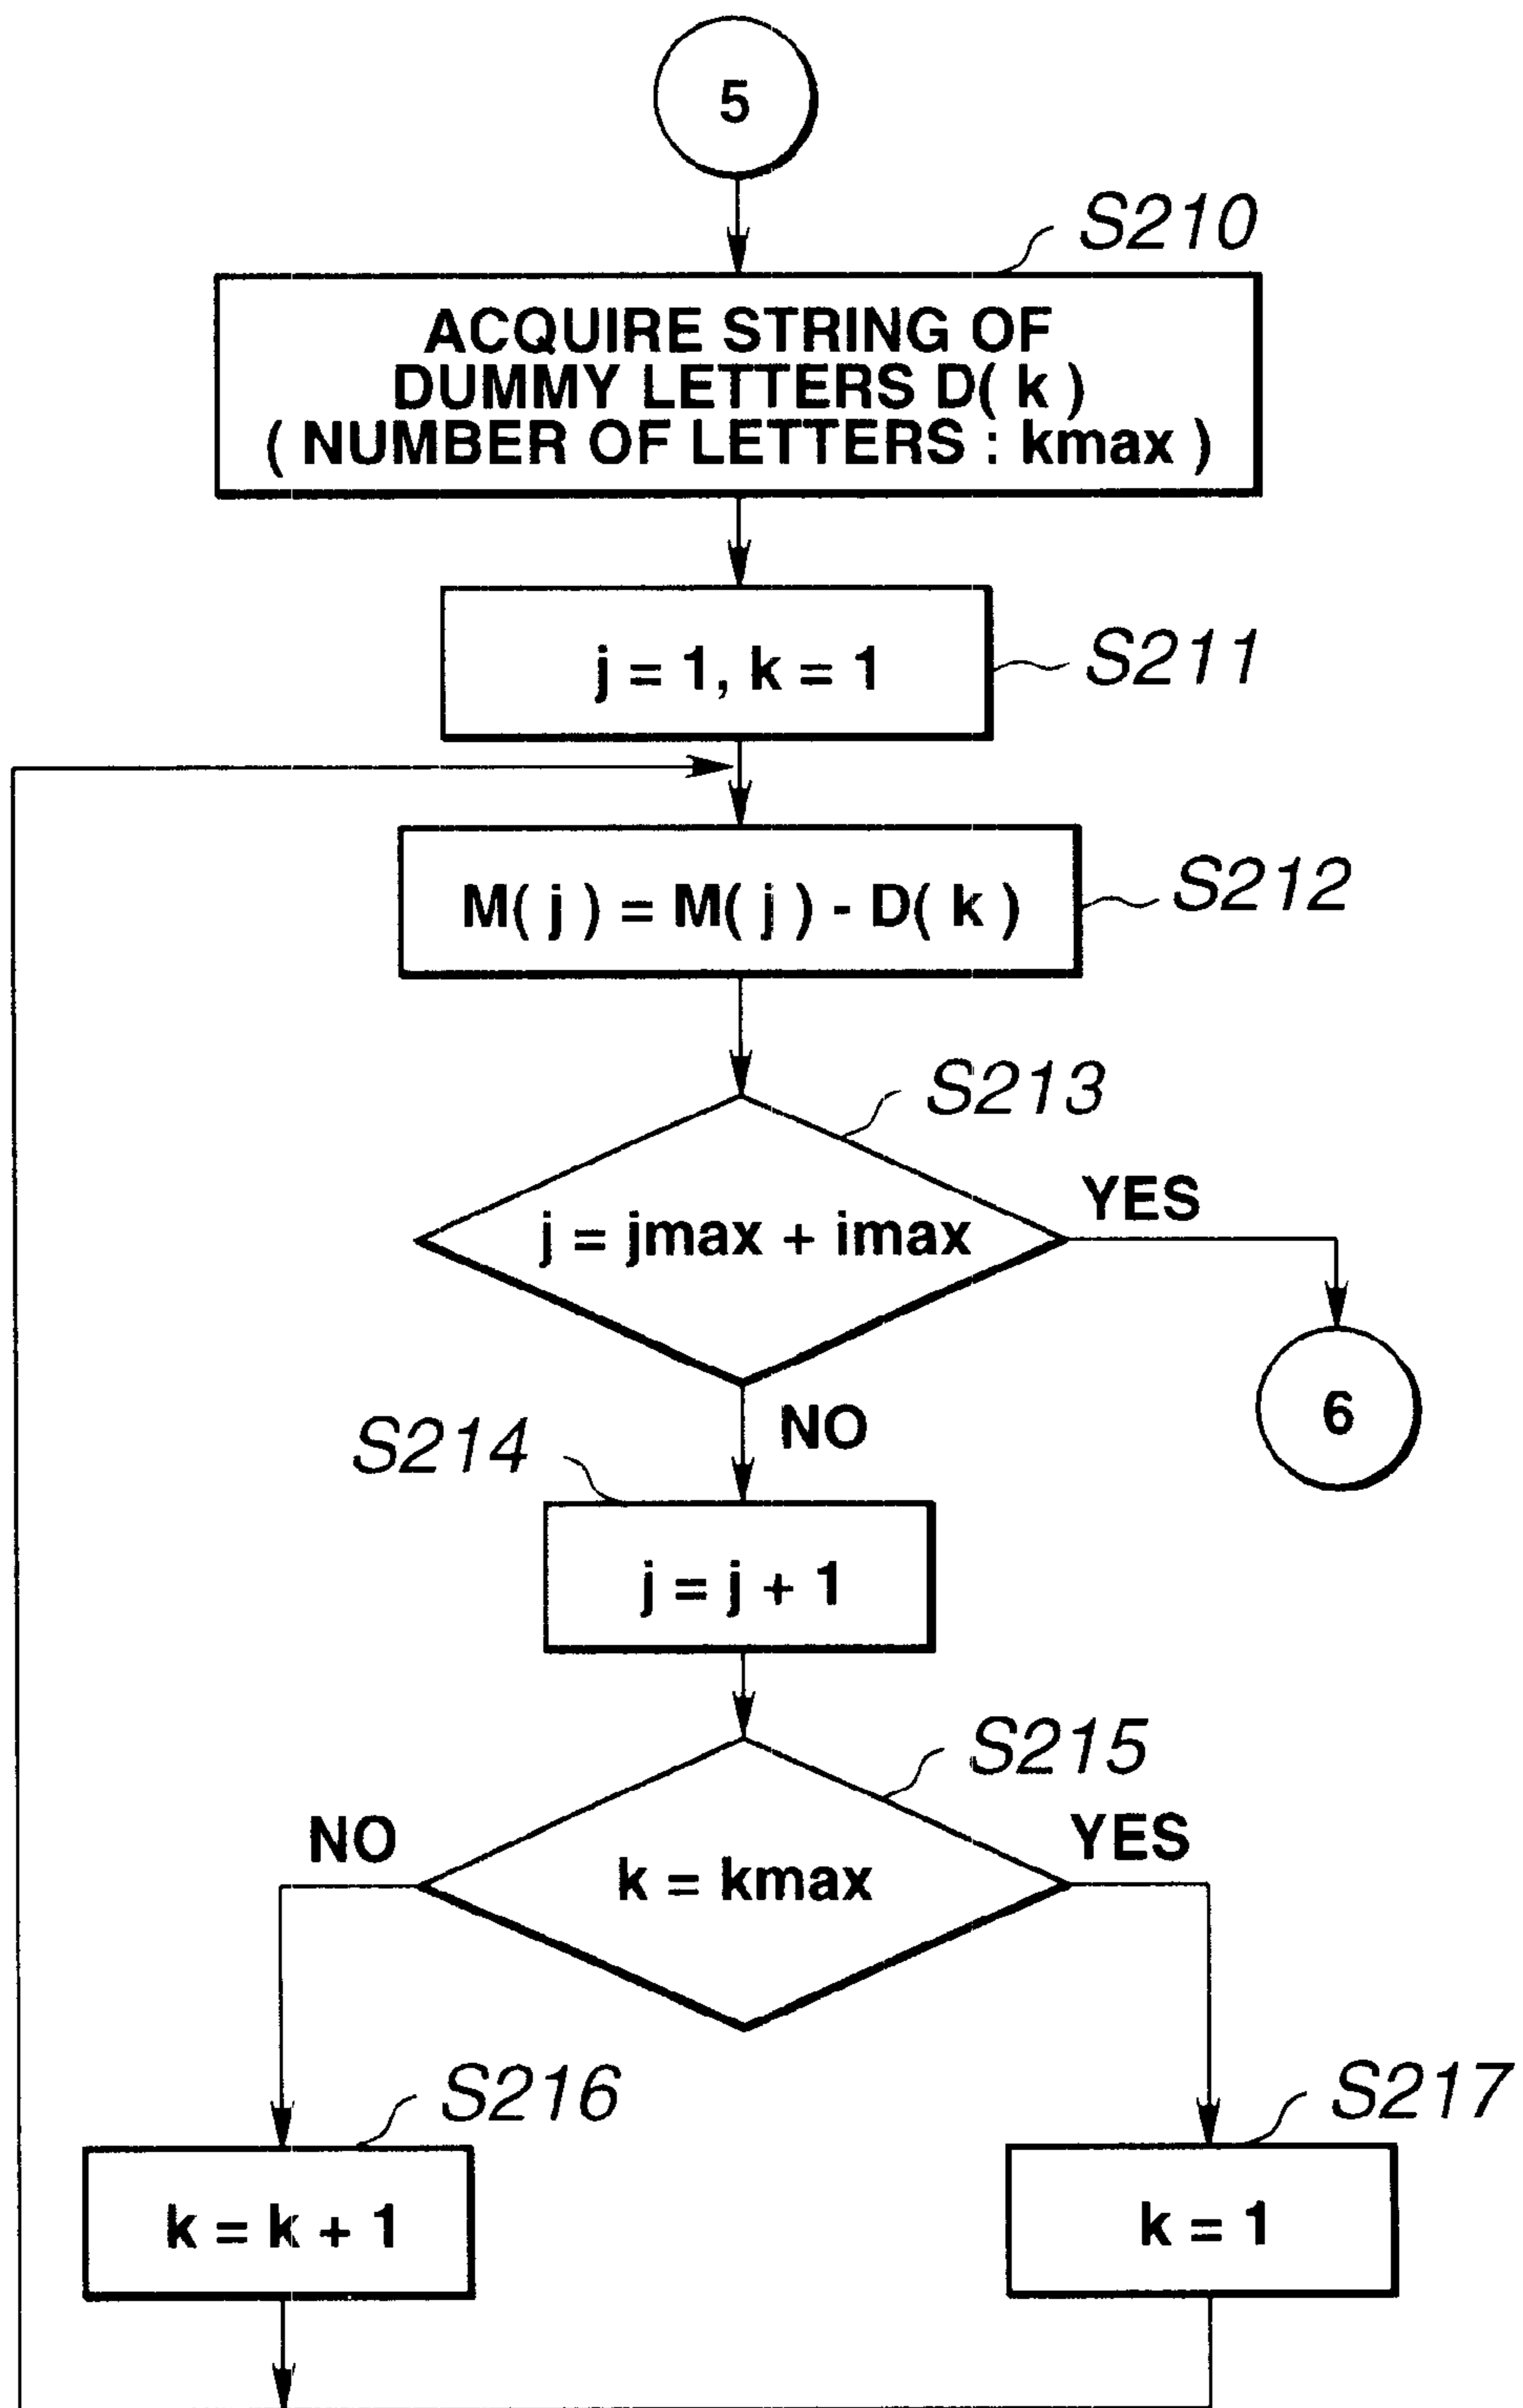 5
S210
ACQUIRE STRING OF
DUMMY LETTERS D( k )
( NUMBER OF LETTERS : kmax )
j = 1, k = 1
S211
M( j ) = M( j ) - D( k )
S212
S213
j = jmax + imax
YES
6
NO
S214
j = j + 1
S215
NO
k = kmax
YES
S216
k = k + 1
S217
k = 1